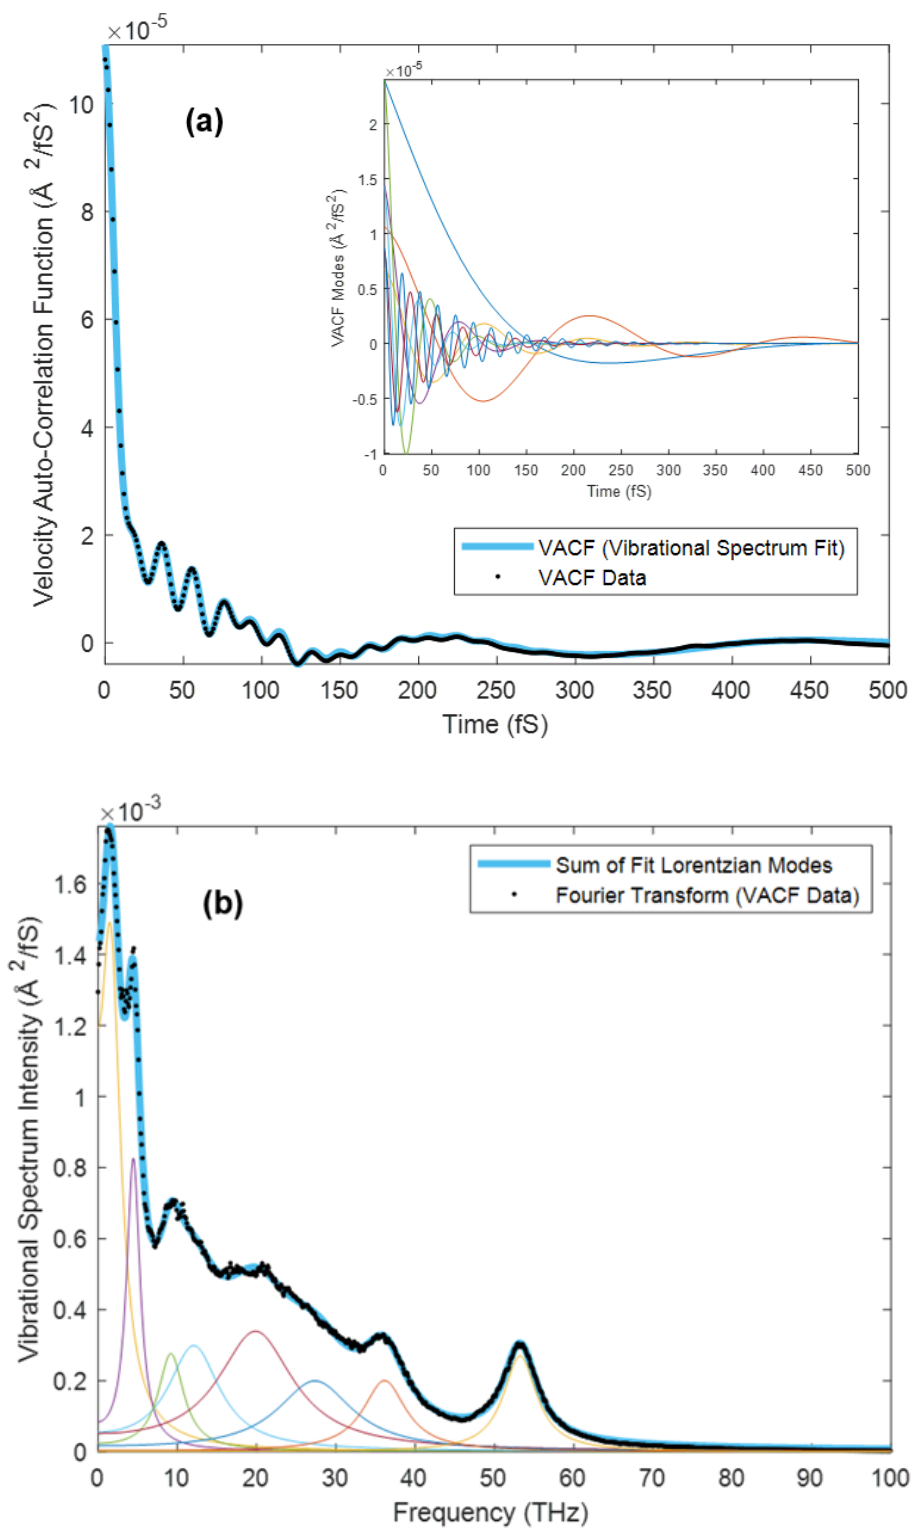 ×10-5
Velocity Auto-Correlation Function (Å 2/fS2)
10
8
6
4
2
0
(a)
×10-5
VACF Modes (Å 2/fS2)
2
1.5
1
0.5
0
-0.5
-1
0 50 100 150 200 250 300 350 400 450 500
Time (fS)
VACF (Vibrational Spectrum Fit)
VACF Data
0 50 100 150 200 250 300 350 400 450 500
Time (fS)
×10-3
Vibrational Spectrum Intensity (Å 2/fS)
1.6
1.4
1.2
1
0.8
0.6
0.4
0.2
0
(b)
Sum of Fit Lorentzian Modes
Fourier Transform (VACF Data)
0 10 20 30 40 50 60 70 80 90 100
Frequency (THz)